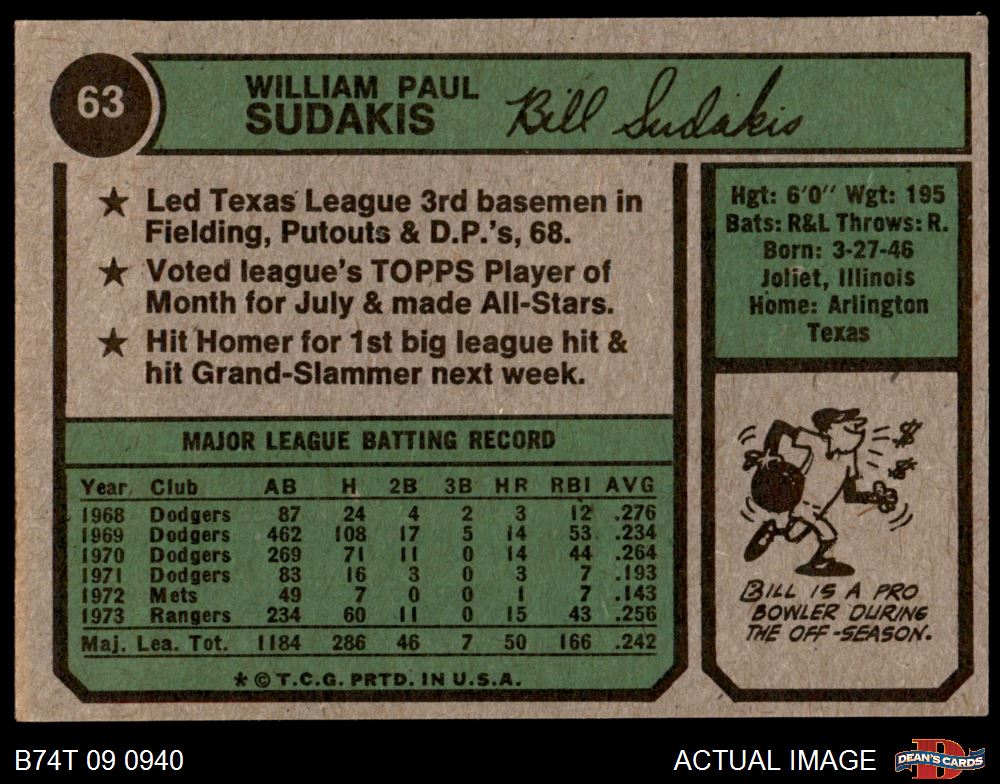 63
WILLIAM PAUL
SUDAKIS
Bill Sudakis
★ Led Texas League 3rd basemen in
Fielding, Putouts & D.P.'s, 68.
★ Voted league's TOPPS Player of
Month for July & made All-Stars.
★ Hit Homer for 1st big league hit &
hit Grand-Slammer next week.
Hgt: 6'0'' Wgt: 195
Bats: R&L Throws: R.
Born: 3-27-46
Joliet, Illinois
Home: Arlington
Texas
MAJOR LEAGUE BATTING RECORD
Year Club AB H 2B 3B HR RBI AVG
1968 Dodgers 87 24 4 2 3 12 .276
1969 Dodgers 462 108 17 5 14 53 .234
1970 Dodgers 269 71 11 0 14 44 .264
1971 Dodgers 83 16 3 0 3 7 .193
1972 Mets 49 7 0 0 1 7 .143
1973 Rangers 234 60 11 0 15 43 .256
Maj. Lea. Tot. 1184 286 46 7 50 166 .242
* © T.C.G. PRTD. IN U.S.A.
$
$
BILL IS A PRO
BOWLER DURING
THE OFF-SEASON.
B74T 09 0940
ACTUAL IMAGE
D
DEAN'S CARDS